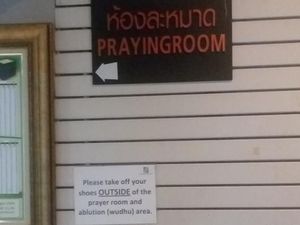 ห้องละหมาด
PRAYINGROOM
Please take off your
shoes OUTSIDE of the
prayer room and
ablution (wudhu) area.